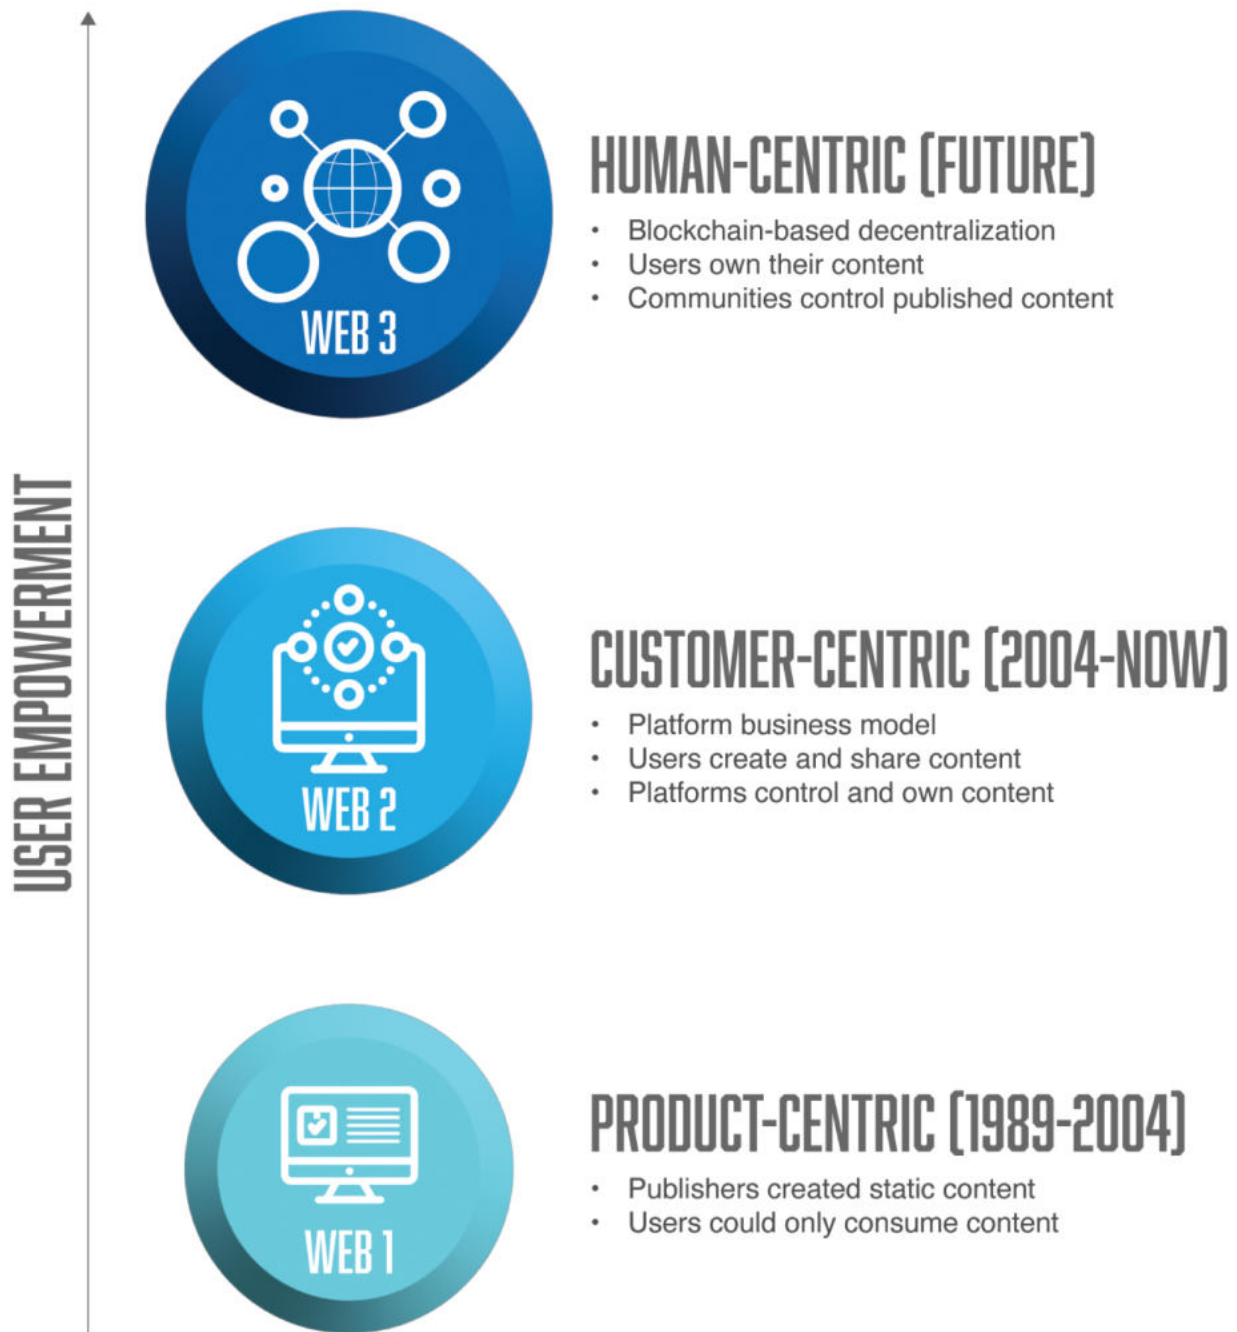 HUMAN-CENTRIC (FUTURE)
• Blockchain-based decentralization
• Users own their content
• Communities control published content
WEB 3
USER EMPOWERMENT
CUSTOMER-CENTRIC (2004-NOW)
• Platform business model
• Users create and share content
• Platforms control and own content
WEB 2
PRODUCT-CENTRIC (1989-2004)
• Publishers created static content
• Users could only consume content
WEB 1